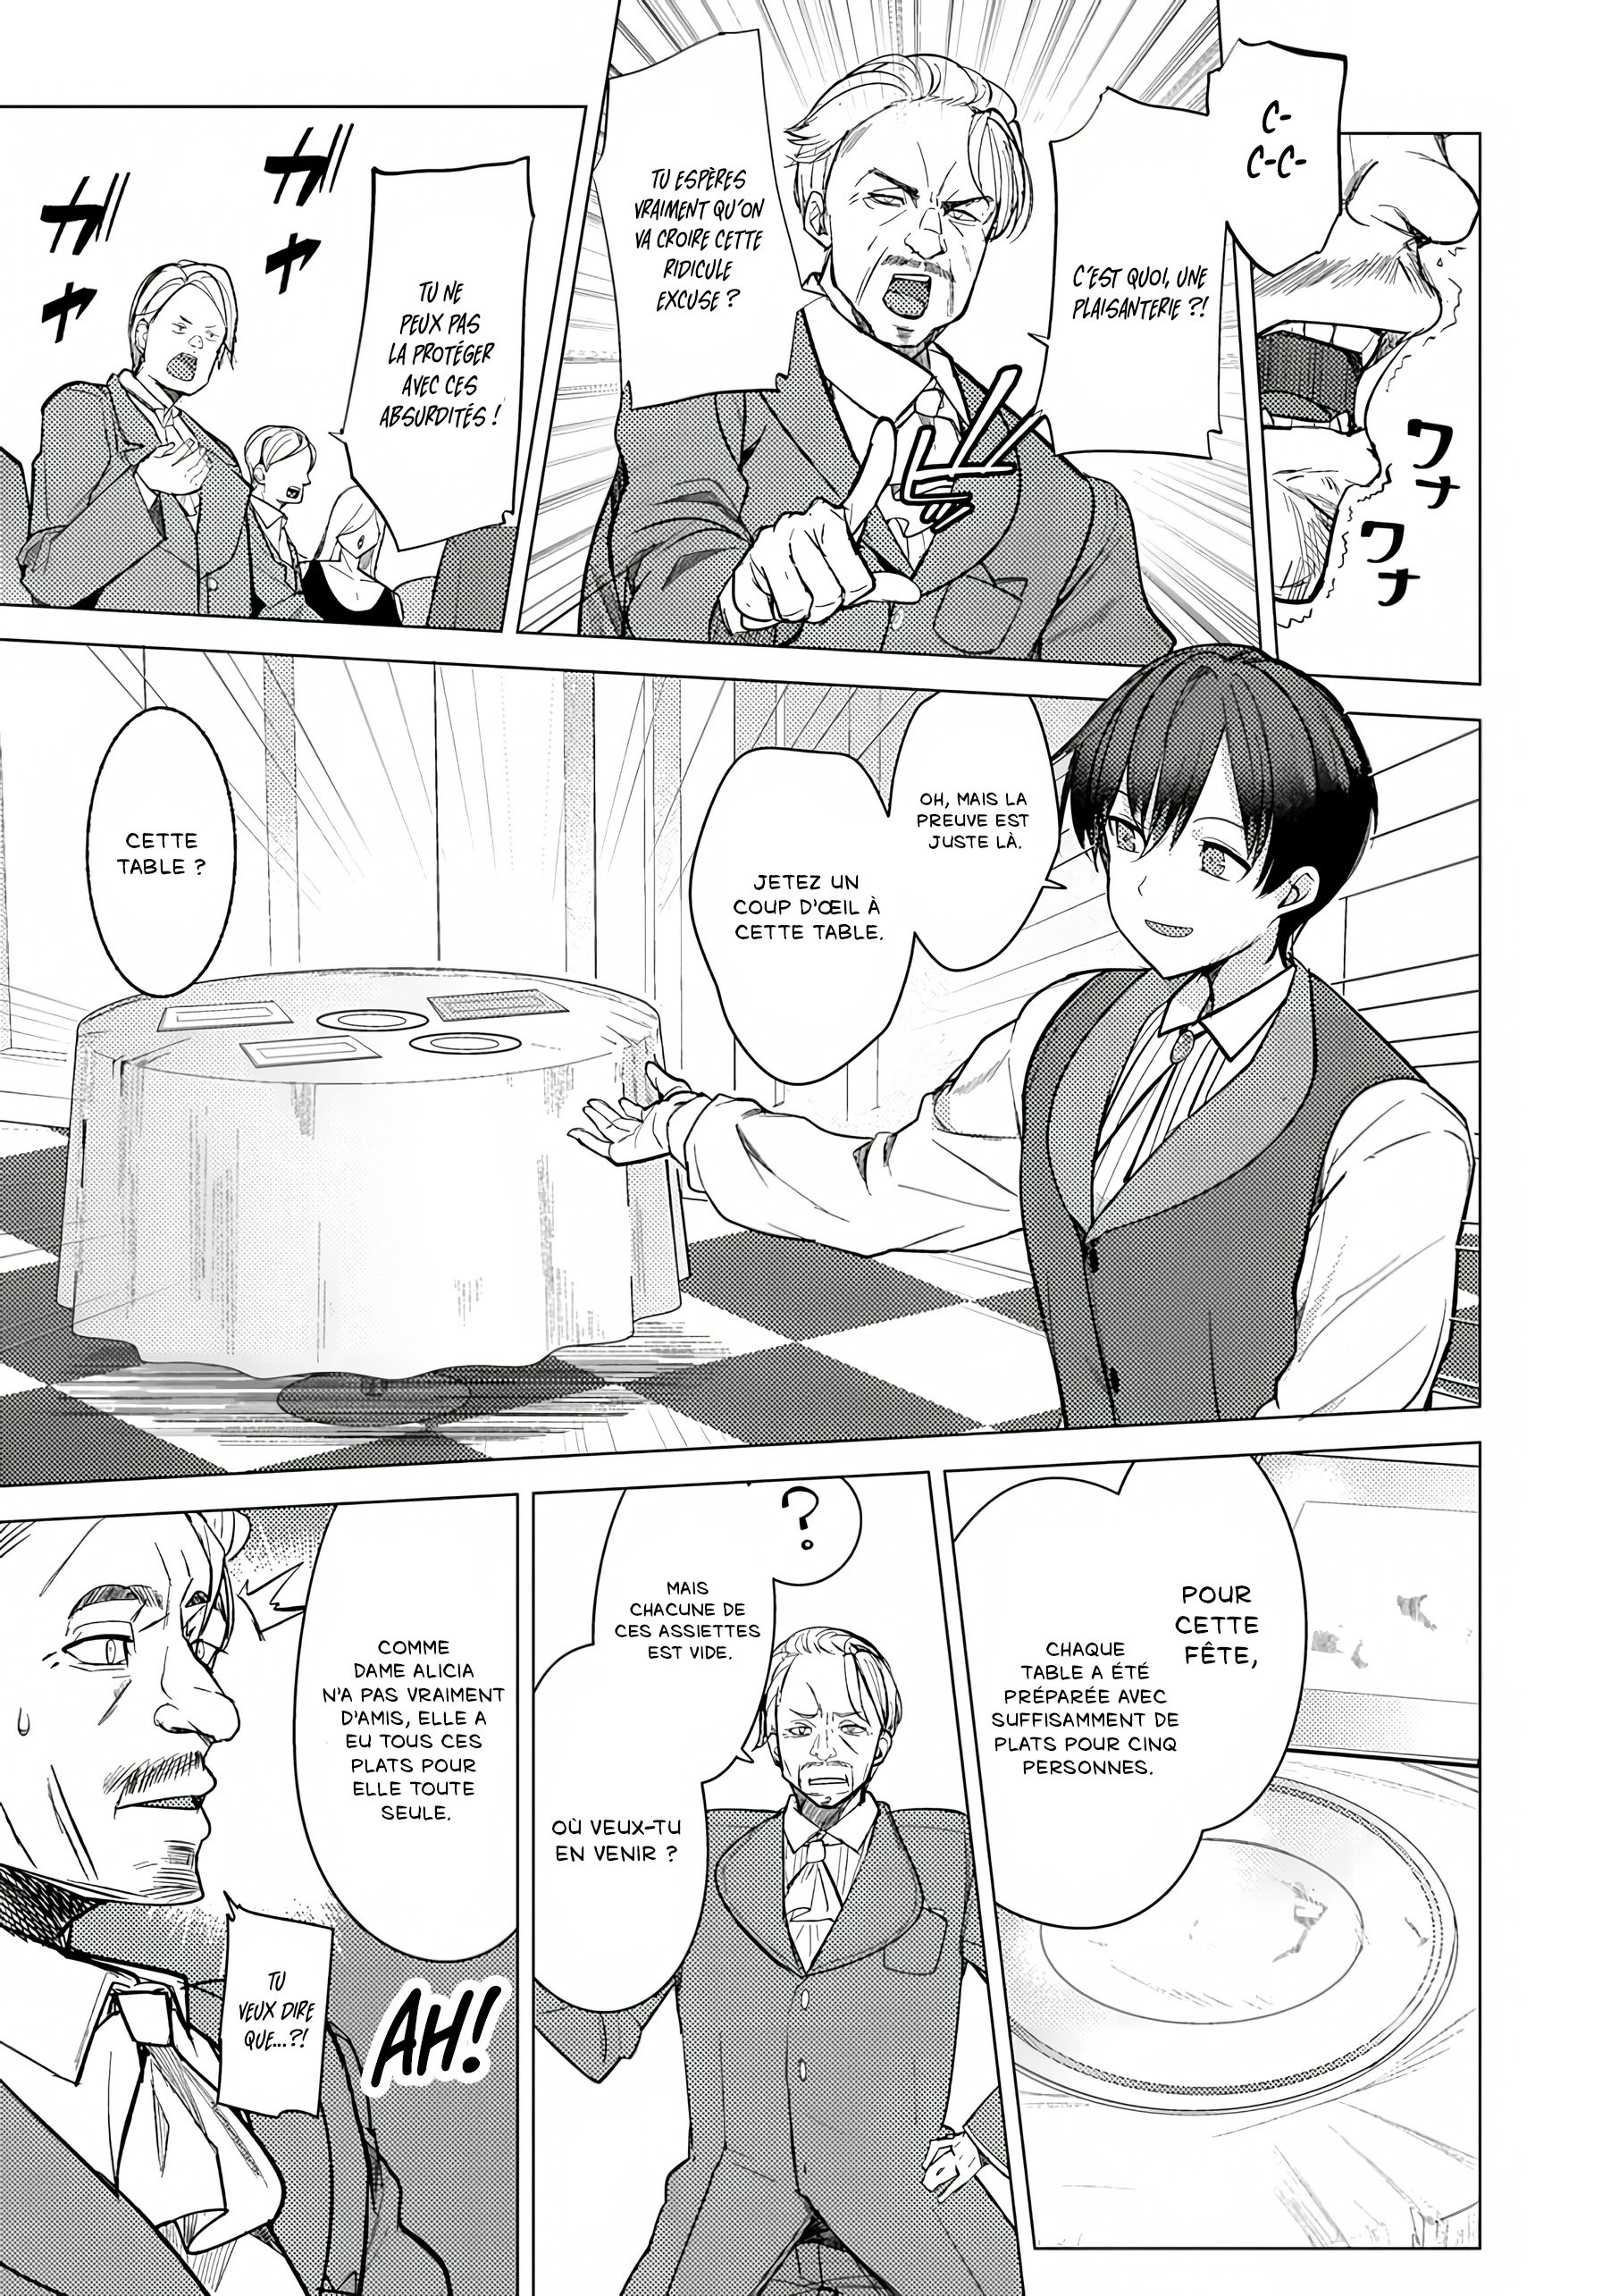 C-
C-C-
ワナ
ワナ
C'EST QUOI, UNE
PLAISANTERIE ?!
TU ESPÈRES
VRAIMENT QU'ON
VA CROIRE CETTE
RIDICULE
EXCUSE ?
TU NE
PEUX PAS
LA PROTÉGER
AVEC CES
ABSURDITÉS !
ガヤ
ガヤ
OH, MAIS LA
PREUVE EST
JUSTE LÀ.
JETEZ UN
COUP D'ŒIL À
CETTE TABLE.
CETTE
TABLE ?
POUR
CETTE
FÊTE,
CHAQUE
TABLE A ÉTÉ
PRÉPARÉE AVEC
SUFFISAMMENT DE
PLATS POUR CINQ
PERSONNES.
?
MAIS
CHACUNE DE
CES ASSIETTES
EST VIDE.
OÙ VEUX-TU
EN VENIR ?
COMME
DAME ALICIA
N'A PAS VRAIMENT
D'AMIS, ELLE A
EU TOUS CES
PLATS POUR
ELLE TOUTE
SEULE.
AH!
TU
VEUX DIRE
QUE...?!